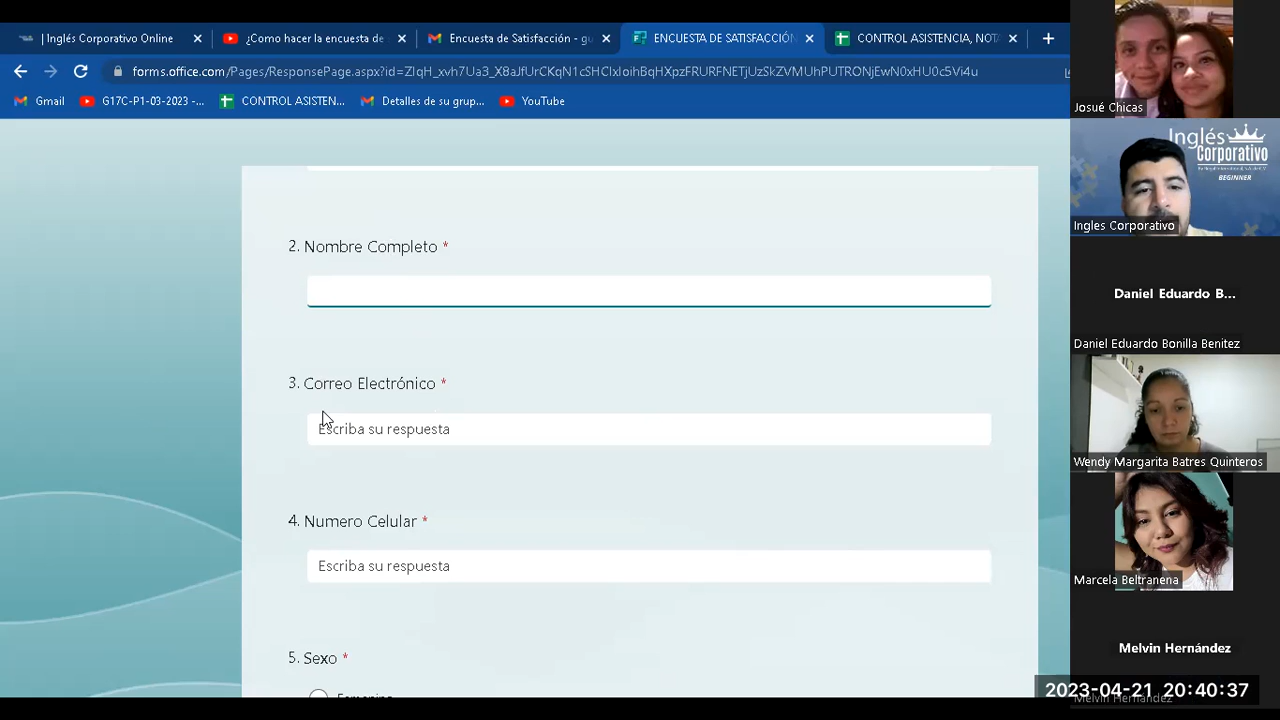 | Inglés Corporativo Online
¿Como hacer la encuesta de
Encuesta de Satisfacción - gu
ENCUESTA DE SATISFACCIÓN
CONTROL ASISTENCIA, NOTA
forms.office.com/Pages/ResponsePage.aspx?id=ZIqH_xvh7Ua3_X8aJfUrCKqN1cSHClxIoihBqHXpzFRURFNETjUzSkZVMUhPUTRONjEwN0xHU0c5Vi4u
Gmail
G17C-P1-03-2023 -...
CONTROL ASISTEN...
Detalles de su grup...
YouTube
2. Nombre Completo *
3. Correo Electrónico *
Escriba su respuesta
4. Numero Celular *
Escriba su respuesta
5. Sexo *
Femenino
Josué Chicas
Inglés
Corporativo
BEGINNER
Ingles Corporativo
Daniel Eduardo B...
Daniel Eduardo Bonilla Benitez
Wendy Margarita Batres Quinteros
Marcela Beltranena
Melvin Hernández
Melvin Hernández
2023-04-21 20:40:37